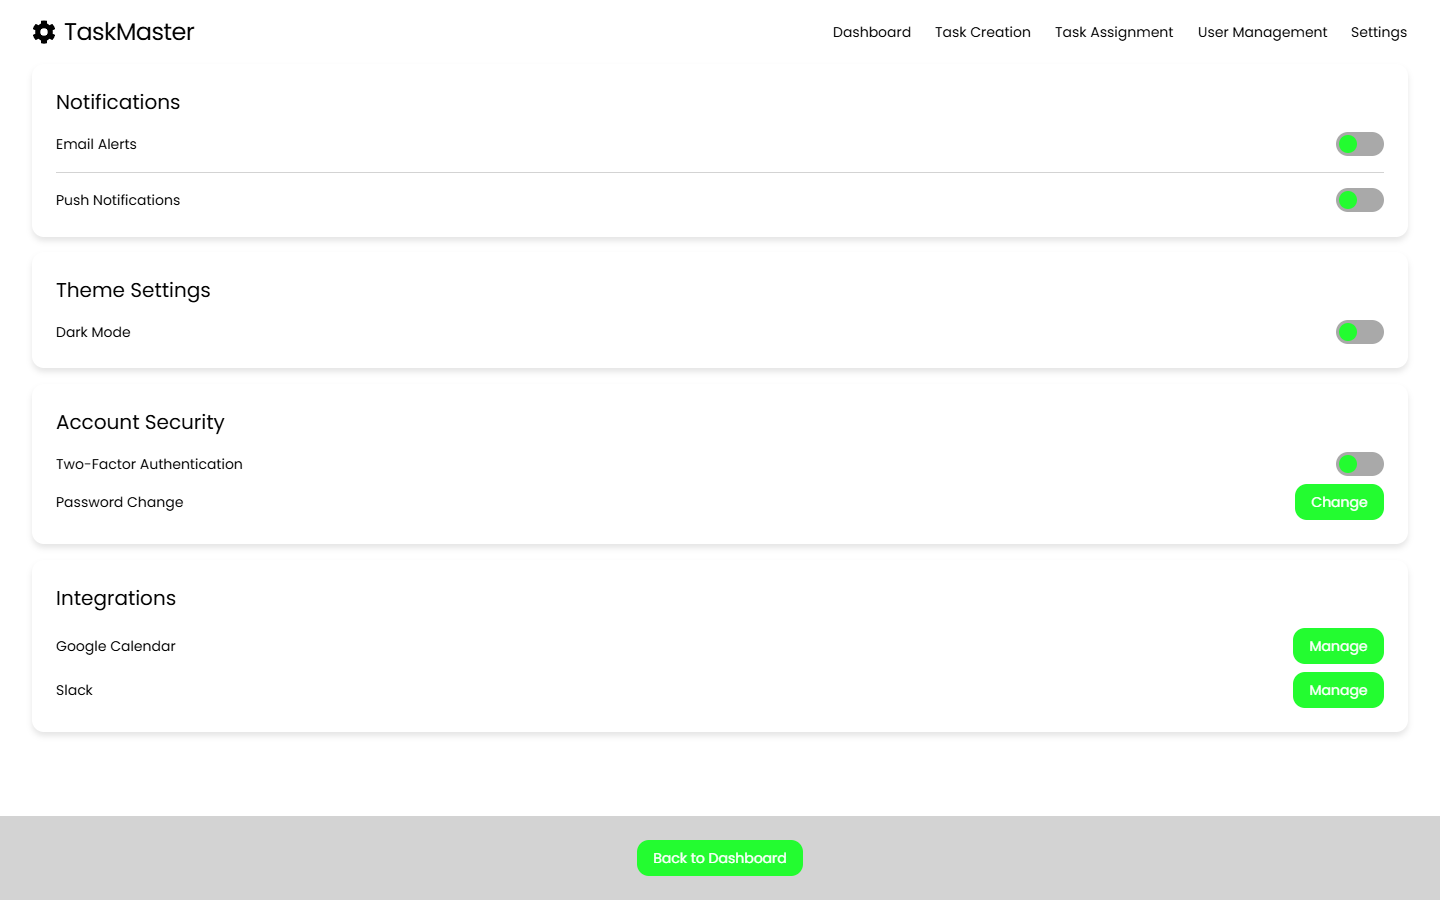 TaskMaster
Dashboard Task Creation Task Assignment User Management Settings
Notifications
Email Alerts
Push Notifications
Theme Settings
Dark Mode
Account Security
Two-Factor Authentication
Password Change Change
Integrations
Google Calendar Manage
Slack Manage
Back to Dashboard